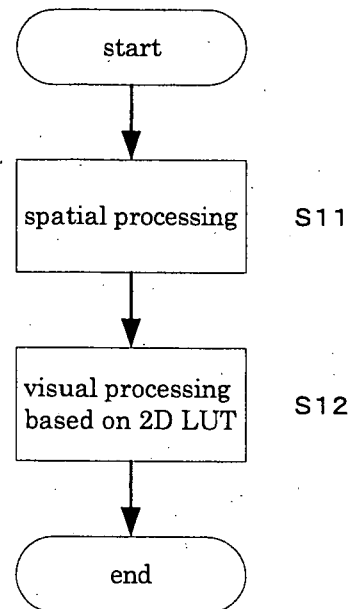 start
spatial processing S11
visual processing
based on 2D LUT S12
end